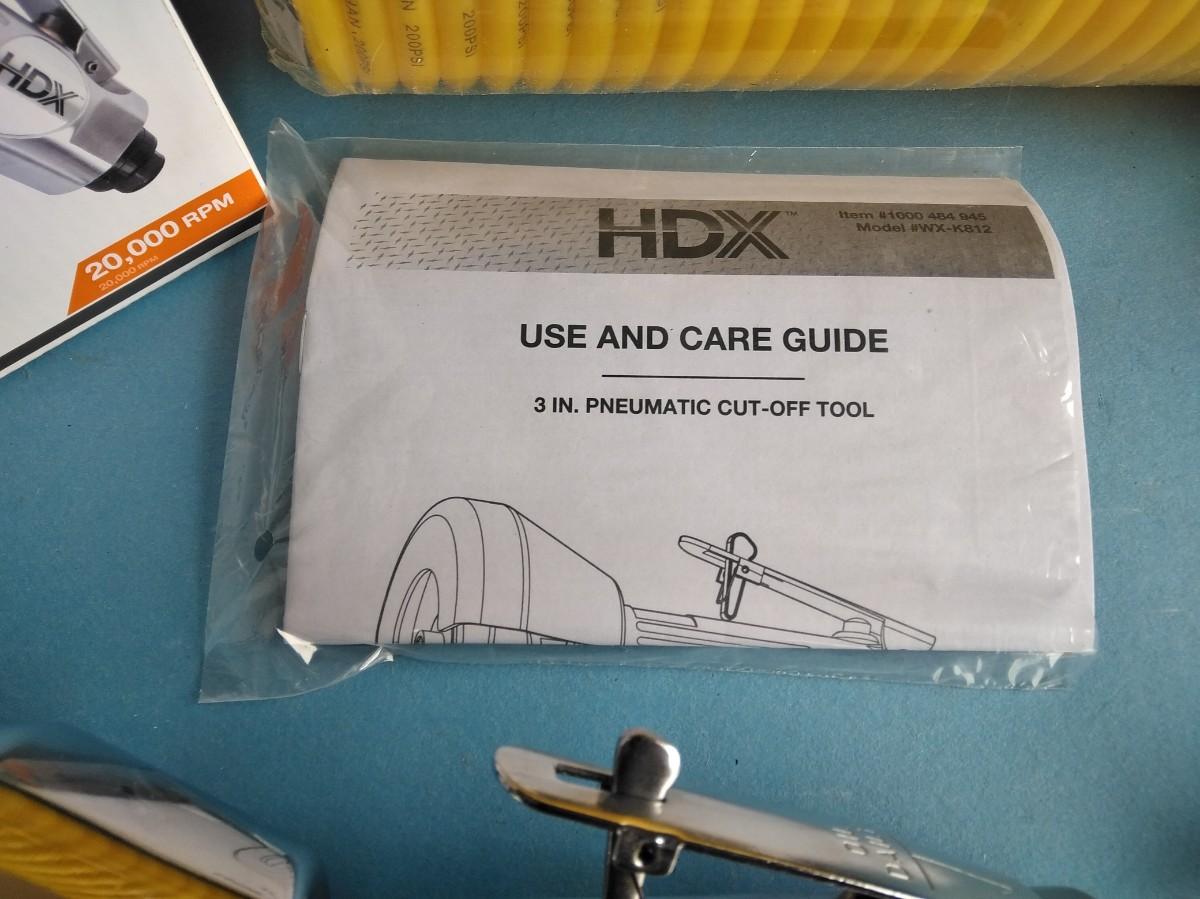 200PSI
200PSI
HDX
20,000 RPM
20,000 RPM
HDX™
Item #1000 484 945
Model #WX-K812
USE AND CARE GUIDE
3 IN. PNEUMATIC CUT-OFF TOOL